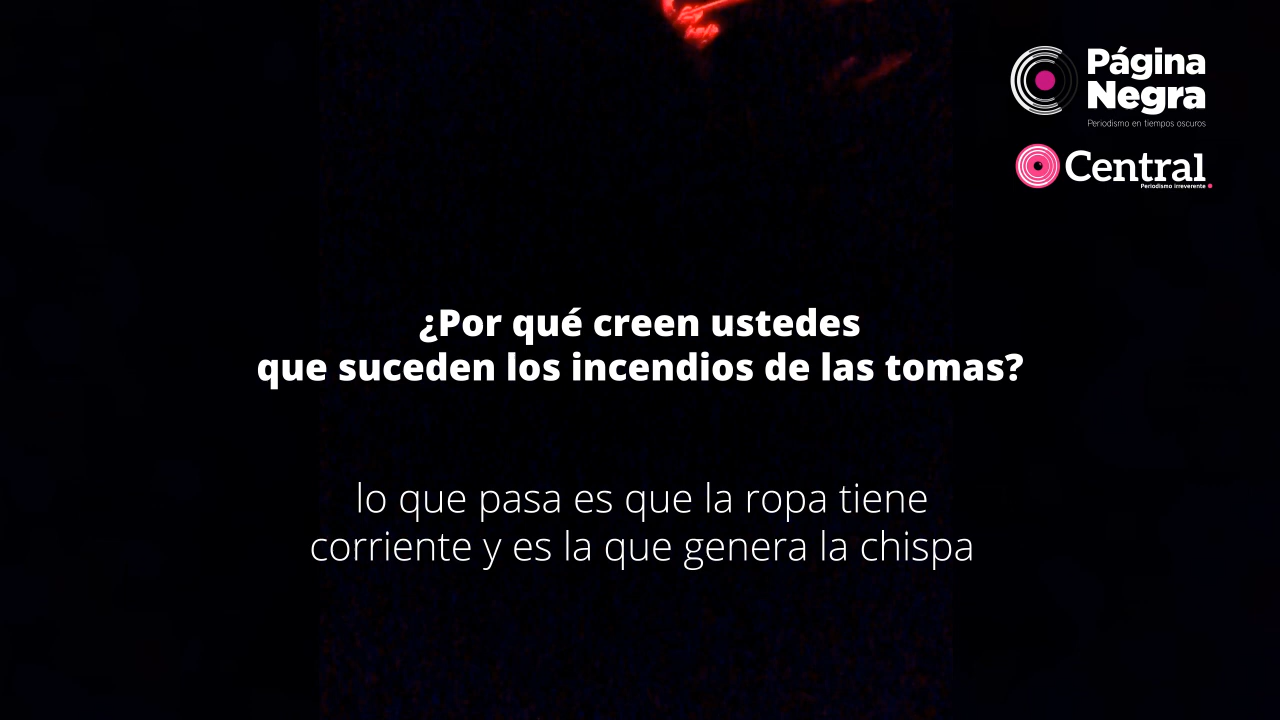 Página
Negra
Periodismo en tiempos oscuros
Central
Periodismo irreverente
¿Por qué creen ustedes
que suceden los incendios de las tomas?
lo que pasa es que la ropa tiene
corriente y es la que genera la chispa